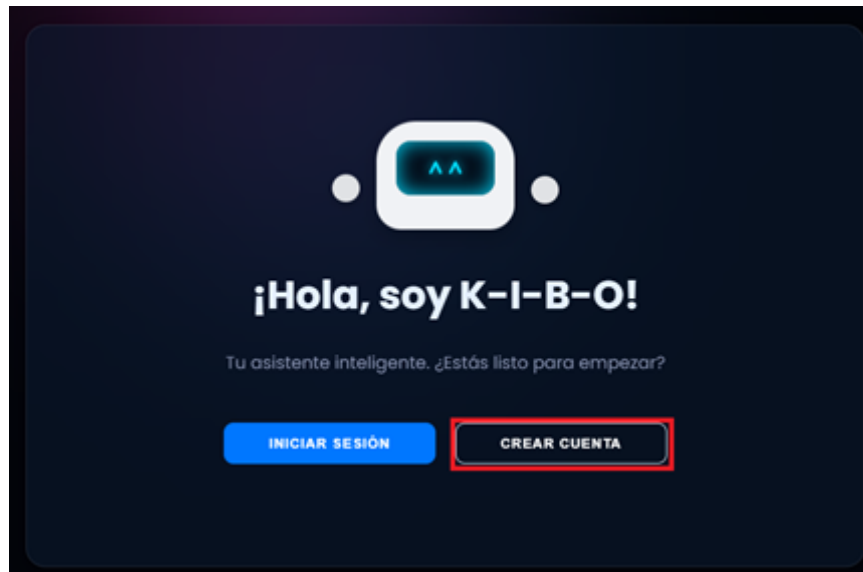 ¡Hola, soy K-I-B-O!
Tu asistente inteligente. ¿Estás listo para empezar?
INICIAR SESIÓN CREAR CUENTA